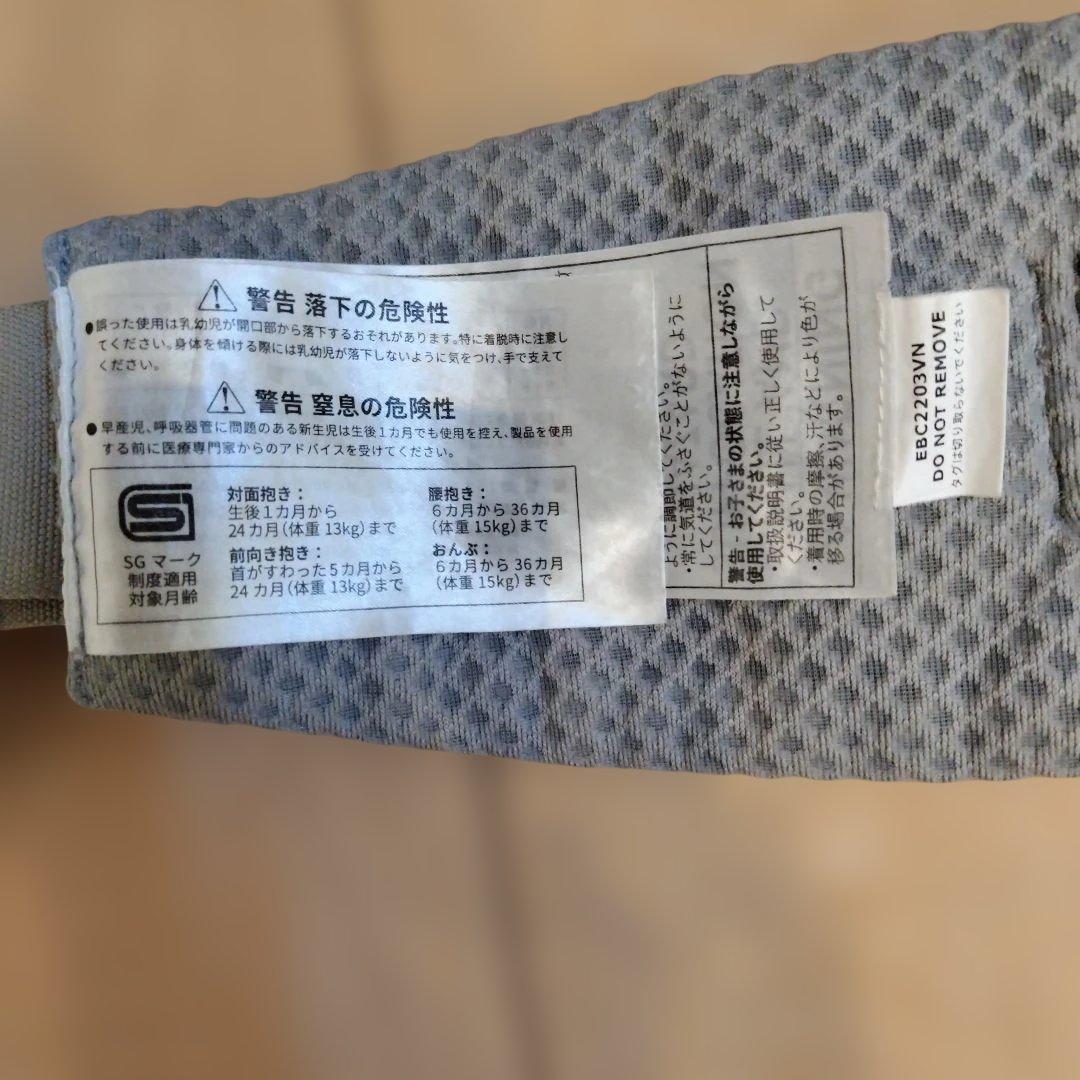 警告 落下の危険性
●誤った使用は乳幼児が開口部から落下するおそれがあります。特に着脱時に注意し
てください。身体を傾ける際には乳幼児が落下しないように気をつけ、手で支えて
ください。
警告 窒息の危険性
●早産児、呼吸器管に問題のある新生児は生後1カ月でも使用を控え、製品を使用
する前に医療専門家からのアドバイスを受けてください。
SG マーク
制度適用
対象月齢
対面抱き：
生後1カ月から
24カ月(体重13kg)まで
前向き抱き：
首がすわった5カ月から
24カ月(体重13kg)まで
腰抱き：
6カ月から36カ月
(体重15kg)まで
おんぶ：
6カ月から36カ月
(体重15kg)まで
ように調節してください。
・常に気道をふさぐことがないように
してください。
警告 - お子さまの状態に注意しながら
使用してください。
・取扱説明書に従い正しく使用して
ください。
・着用時の摩擦、汗などにより色が
移る場合があります。
EBC2203VN
DO NOT REMOVE
タグは切り取らないでください